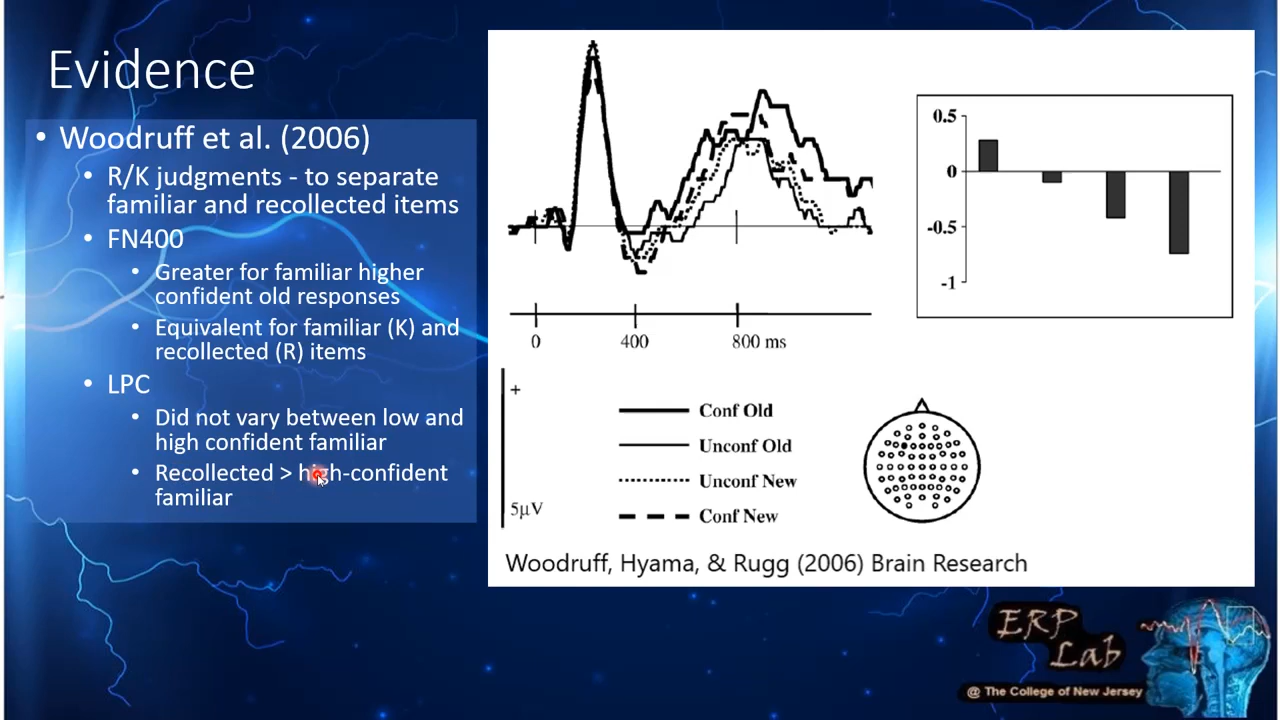 Evidence
• Woodruff et al. (2006)
• R/K judgments - to separate
familiar and recollected items
• FN400
• Greater for familiar higher
confident old responses
• Equivalent for familiar (K) and
recollected (R) items
• LPC
• Did not vary between low and
high confident familiar
• Recollected > high-confident
familiar
0 400 800 ms
+
5µV
Conf Old
Unconf Old
Unconf New
Conf New
0.5
0
-0.5
-1
Woodruff, Hyama, & Rugg (2006) Brain Research
ERP
Lab
@ The College of New Jersey